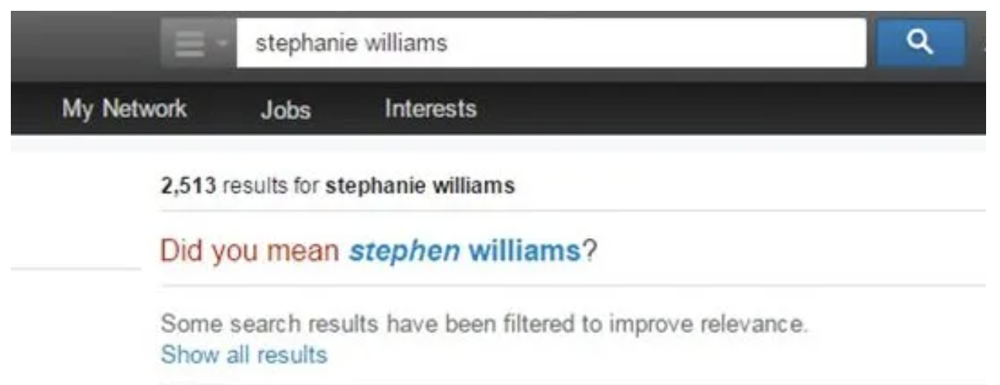 stephanie williams
My Network Jobs Interests
2,513 results for stephanie williams
Did you mean stephen williams?
Some search results have been filtered to improve relevance.
Show all results